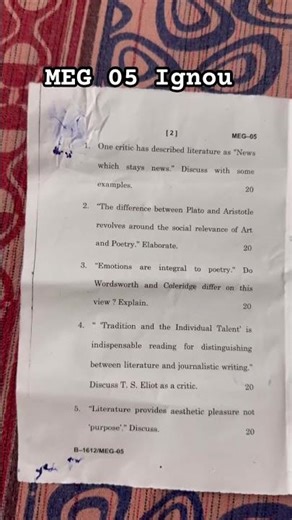 MEG 05 Ignou
[ 2 ]
MEG-05
1. One critic has described literature as "News
which stays news." Discuss with some
examples. 20
2. "The difference between Plato and Aristotle
revolves around the social relevance of Art
and Poetry." Elaborate. 20
3. "Emotions are integral to poetry." Do
Wordsworth and Coleridge differ on this
view ? Explain. 20
4. " 'Tradition and the Individual Talent' is
indispensable reading for distinguishing
between literature and journalistic writing."
Discuss T. S. Eliot as a critic. 20
5. "Literature provides aesthetic pleasure not
'purpose'." Discuss. 20
B-1612/MEG-05